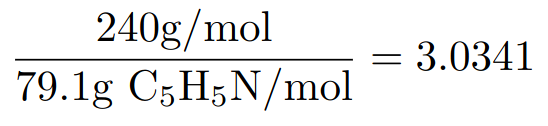 240g/mol
79.1g C₅H₅N/mol
= 3.0341